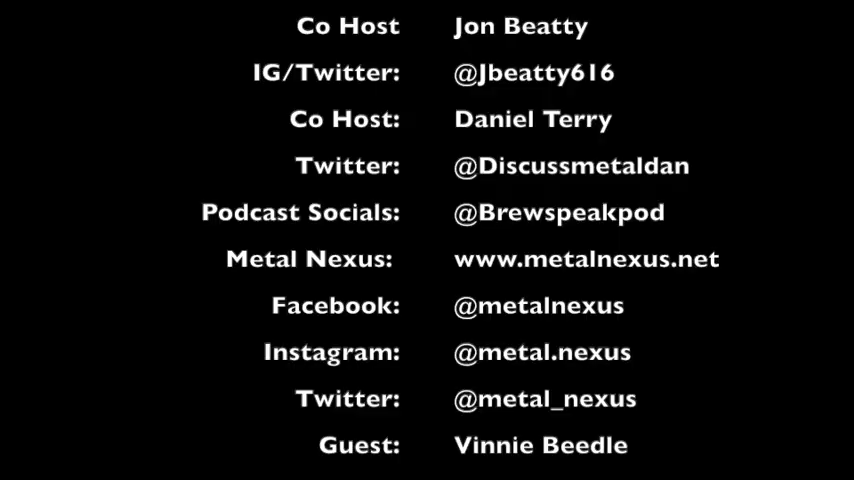 Co Host Jon Beatty
IG/Twitter: @Jbeatty616
Co Host: Daniel Terry
Twitter: @Discussmetaldan
Podcast Socials: @Brewspeakpod
Metal Nexus: www.metalnexus.net
Facebook: @metalnexus
Instagram: @metal.nexus
Twitter: @metal_nexus
Guest: Vinnie Beedle